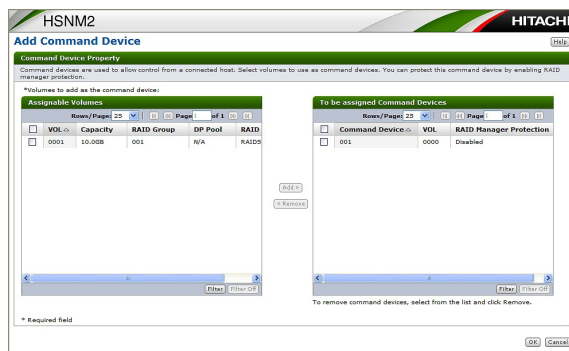 HSNM2
HITACHI
Add Command Device
Help
Command Device Property
Command devices are used to allow control from a connected host. Select volumes to use as command devices. You can protect this command device by enabling RAID
manager protection.
*Volumes to add as the command device:
Assignable Volumes
Rows/Page: 25 Page 1 of 1
VOL Capacity RAID Group DP Pool RAID
0001 10.0GB 001 N/A RAID5
Filter Filter Off
Add >
< Remove
To be assigned Command Devices
Rows/Page: 25 Page 1 of 1
Command Device VOL RAID Manager Protection
001 0000 Disabled
Filter Filter Off
To remove command devices, select from the list and click Remove.
* Required field
OK Cancel